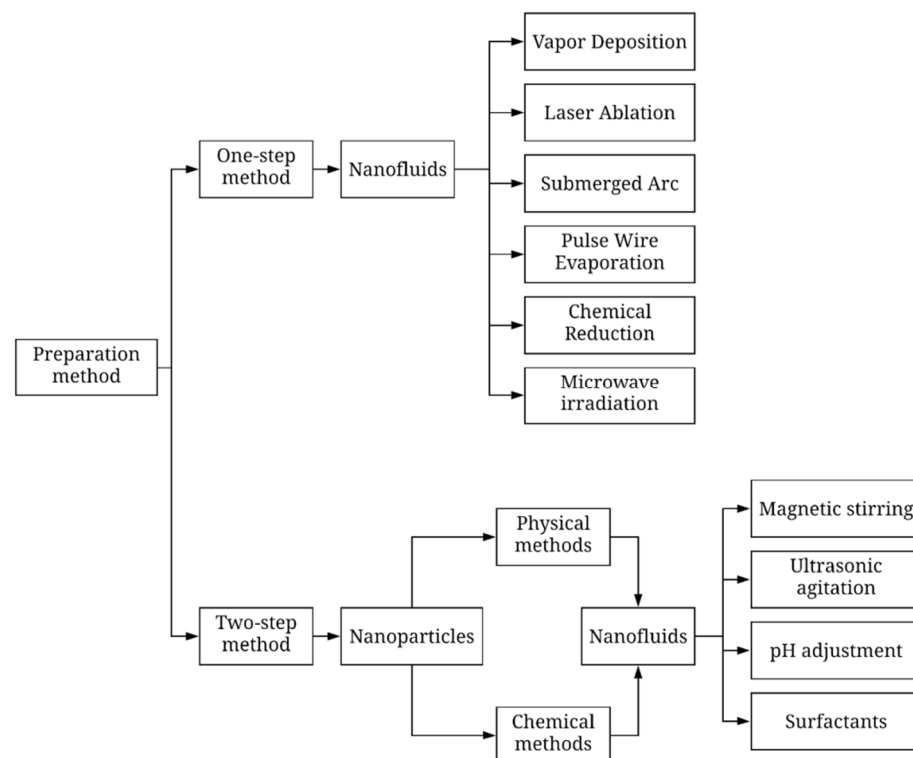 Vapor Deposition
Laser Ablation
One-step
method
Nanofluids
Submerged Arc
Pulse Wire
Evaporation
Chemical
Reduction
Preparation
method
Microwave
irradiation
Magnetic stirring
Physical
methods
Ultrasonic
agitation
Two-step
method
Nanoparticles
Nanofluids
pH adjustment
Chemical
methods
Surfactants